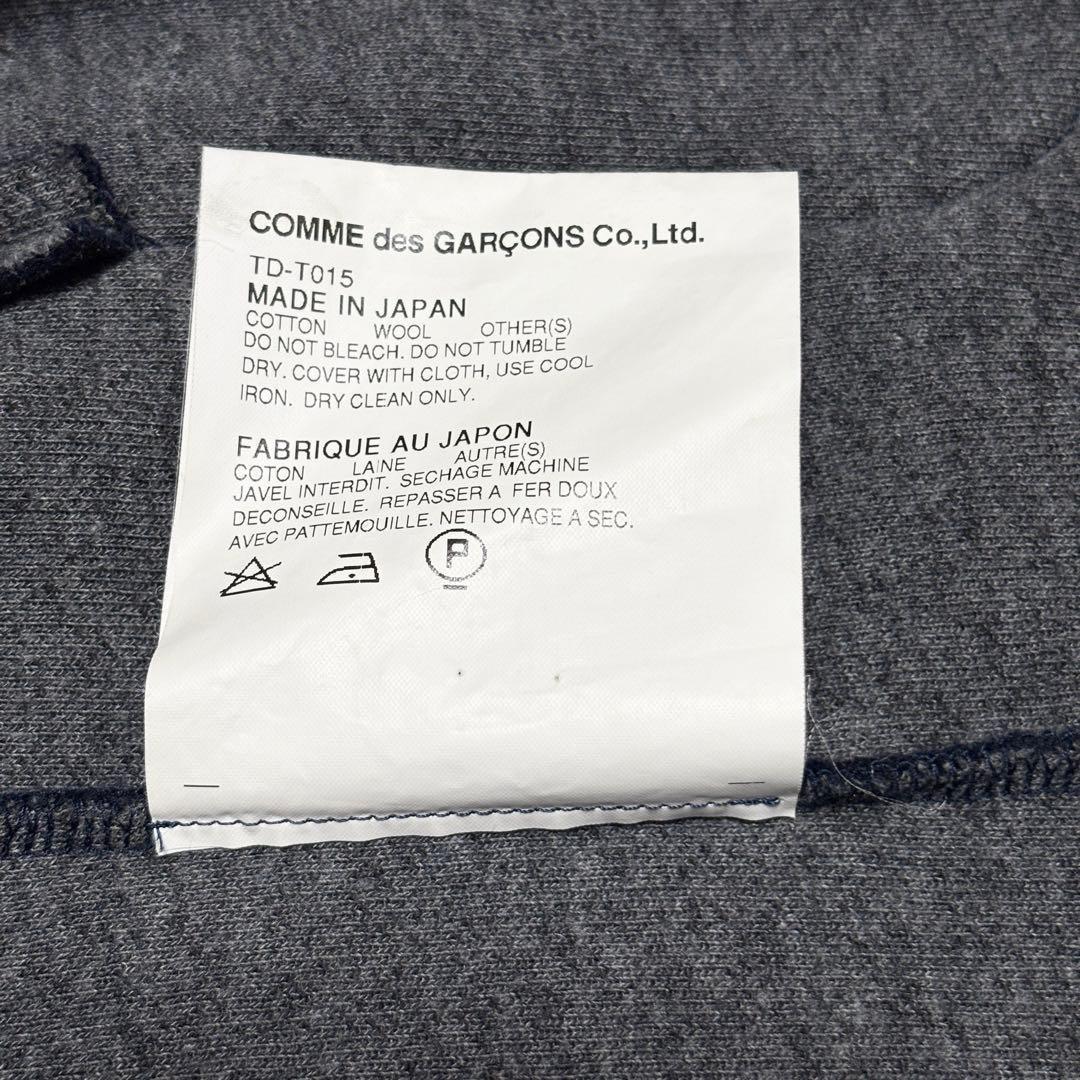 COMME des GARÇONS Co.,Ltd.
TD-T015
MADE IN JAPAN
COTTON WOOL OTHER(S)
DO NOT BLEACH. DO NOT TUMBLE
DRY. COVER WITH CLOTH, USE COOL
IRON. DRY CLEAN ONLY.
FABRIQUE AU JAPON
COTON LAINE AUTRE(S)
JAVEL INTERDIT. SECHAGE MACHINE
DECONSEILLE. REPASSER A FER DOUX
AVEC PATTEMOUILLE. NETTOYAGE A SEC.
P